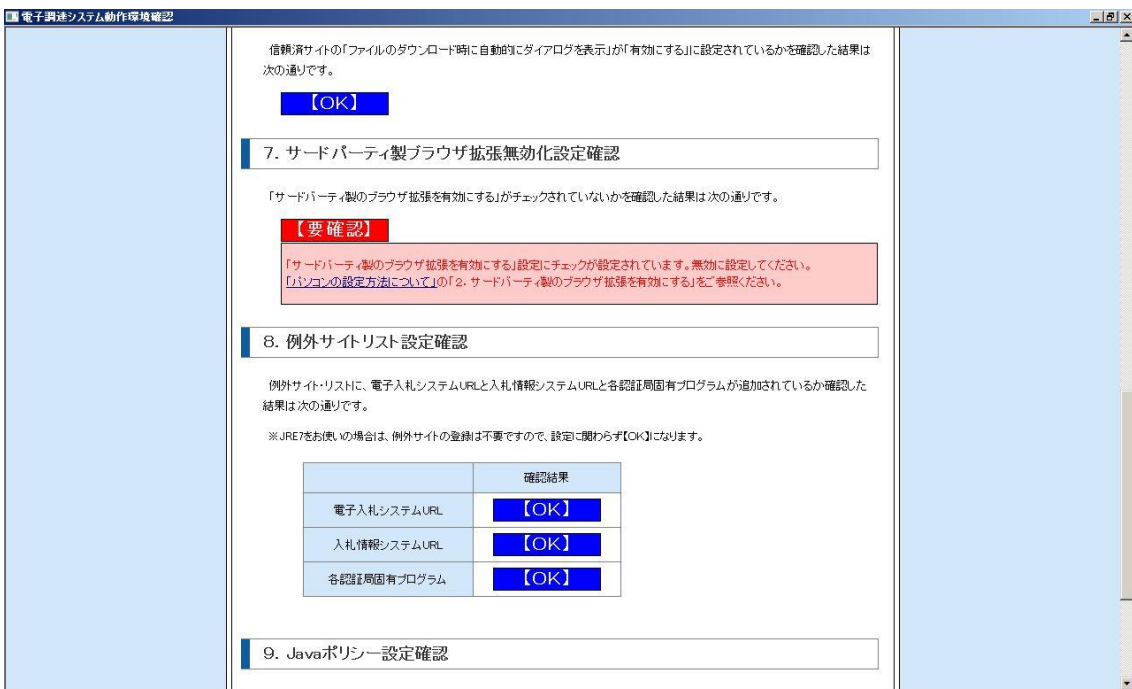 電子調達システム動作環境確認
信頼済サイトの「ファイルのダウンロード時に自動的にダイアログを表示」が「有効にする」に設定されているかを確認した結果は
次の通りです。
【OK】
7. サードパーティ製ブラウザ拡張無効化設定確認
「サードパーティ製のブラウザ拡張を有効にする」がチェックされていないかを確認した結果は次の通りです。
【要確認】
「サードパーティ製のブラウザ拡張を有効にする」設定にチェックが設定されています。無効に設定してください。
「パソコンの設定方法について」の「2. サードパーティ製のブラウザ拡張を有効にする」をご参照ください。
8. 例外サイトリスト設定確認
例外サイト・リストに、電子入札システムURLと入札情報システムURLと各認証局固有プログラムが追加されているか確認した
結果は次の通りです。
※JRE7をお使いの場合は、例外サイトの登録は不要ですので、設定に関わらず【OK】になります。
確認結果
電子入札システムURL 【OK】
入札情報システムURL 【OK】
各認証局固有プログラム 【OK】
9. Javaポリシー設定確認